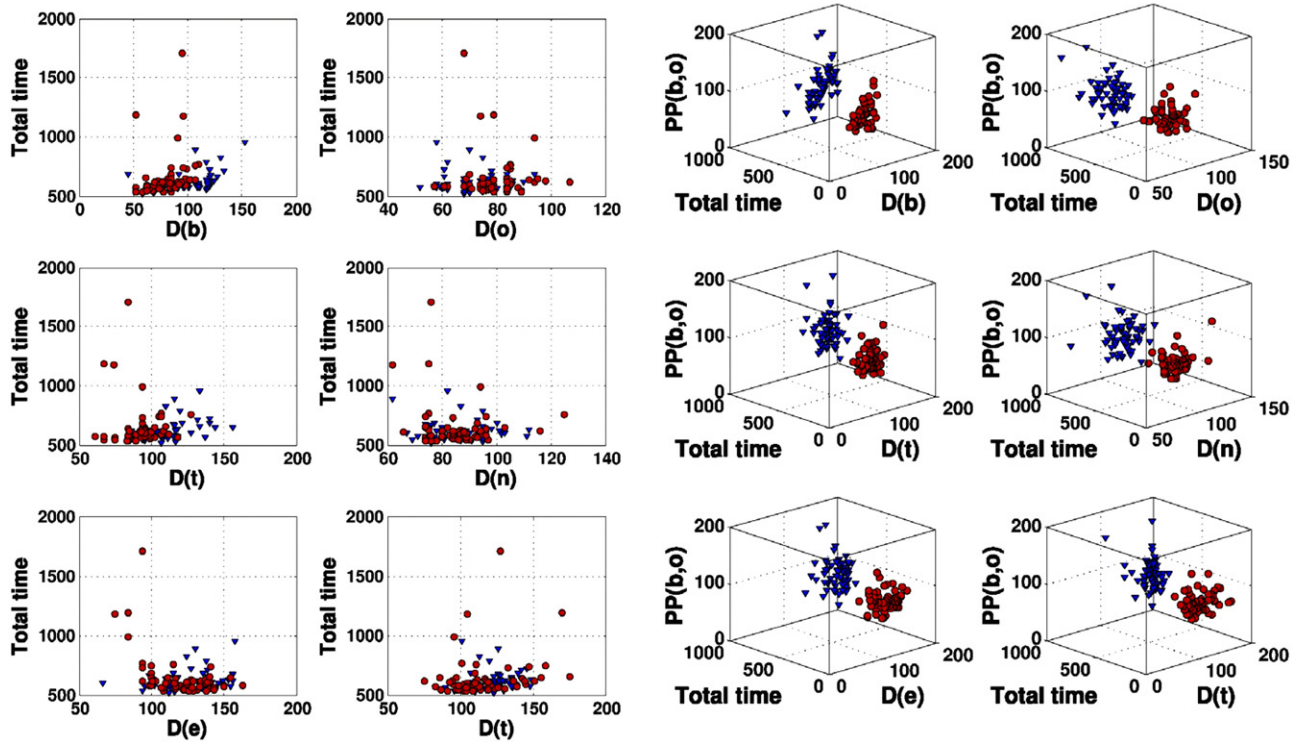 Total time
2000
1500
1000
500
0 50 100 150 200
D(b)
Total time
2000
1500
1000
500
40 60 80 100 120
D(o)
PP(b,o)
200
100
0
1000
500
0
Total time
0
100
200
D(b)
PP(b,o)
200
100
0
1000
500
0
Total time
50
100
150
D(o)
Total time
2000
1500
1000
500
50 100 150 200
D(t)
Total time
2000
1500
1000
500
60 80 100 120 140
D(n)
PP(b,o)
200
100
0
1000
500
0
Total time
0
100
200
D(t)
PP(b,o)
200
100
0
1000
500
0
Total time
50
100
150
D(n)
Total time
2000
1500
1000
500
50 100 150 200
D(e)
Total time
2000
1500
1000
500
50 100 150 200
D(t)
PP(b,o)
200
100
0
1000
500
0
Total time
0
100
200
D(e)
PP(b,o)
200
100
0
1000
500
0
Total time
0
100
200
D(t)